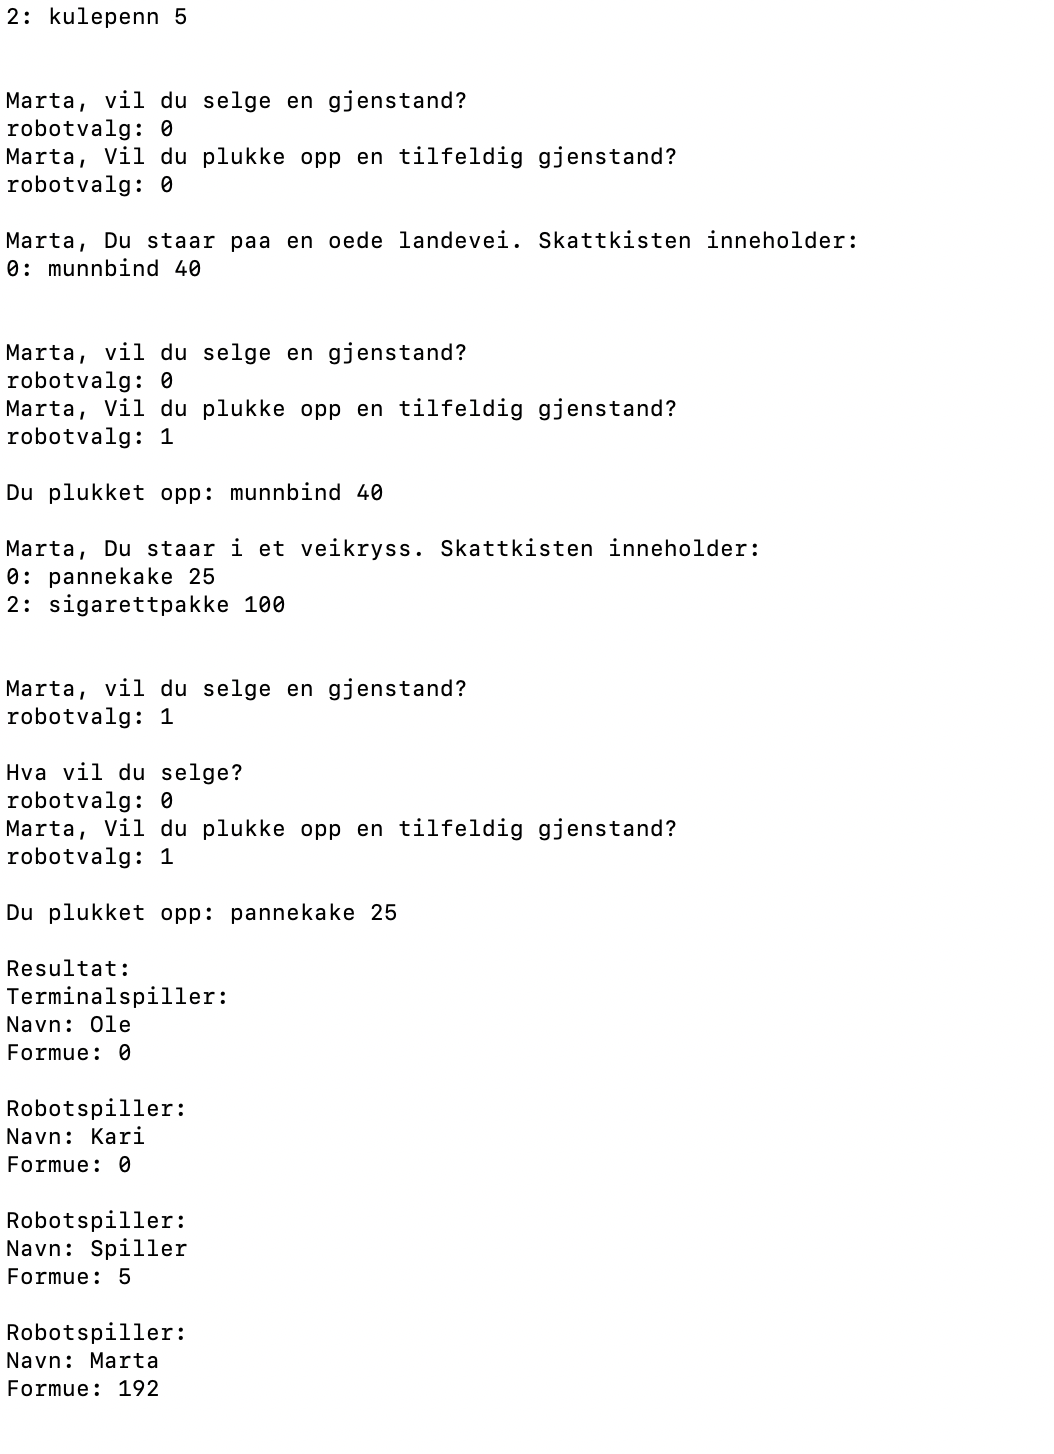 2: kulepenn 5
Marta, vil du selge en gjenstand?
robotvalg: 0
Marta, Vil du plukke opp en tilfeldig gjenstand?
robotvalg: 0
Marta, Du staar paa en oede landevei. Skattkisten inneholder:
0: munnbind 40
Marta, vil du selge en gjenstand?
robotvalg: 0
Marta, Vil du plukke opp en tilfeldig gjenstand?
robotvalg: 1
Du plukket opp: munnbind 40
Marta, Du staar i et veikryss. Skattkisten inneholder:
0: pannekake 25
2: sigarettpakke 100
Marta, vil du selge en gjenstand?
robotvalg: 1
Hva vil du selge?
robotvalg: 0
Marta, Vil du plukke opp en tilfeldig gjenstand?
robotvalg: 1
Du plukket opp: pannekake 25
Resultat:
Terminalspiller:
Navn: Ole
Formue: 0
Robotspiller:
Navn: Kari
Formue: 0
Robotspiller:
Navn: Spiller
Formue: 5
Robotspiller:
Navn: Marta
Formue: 192